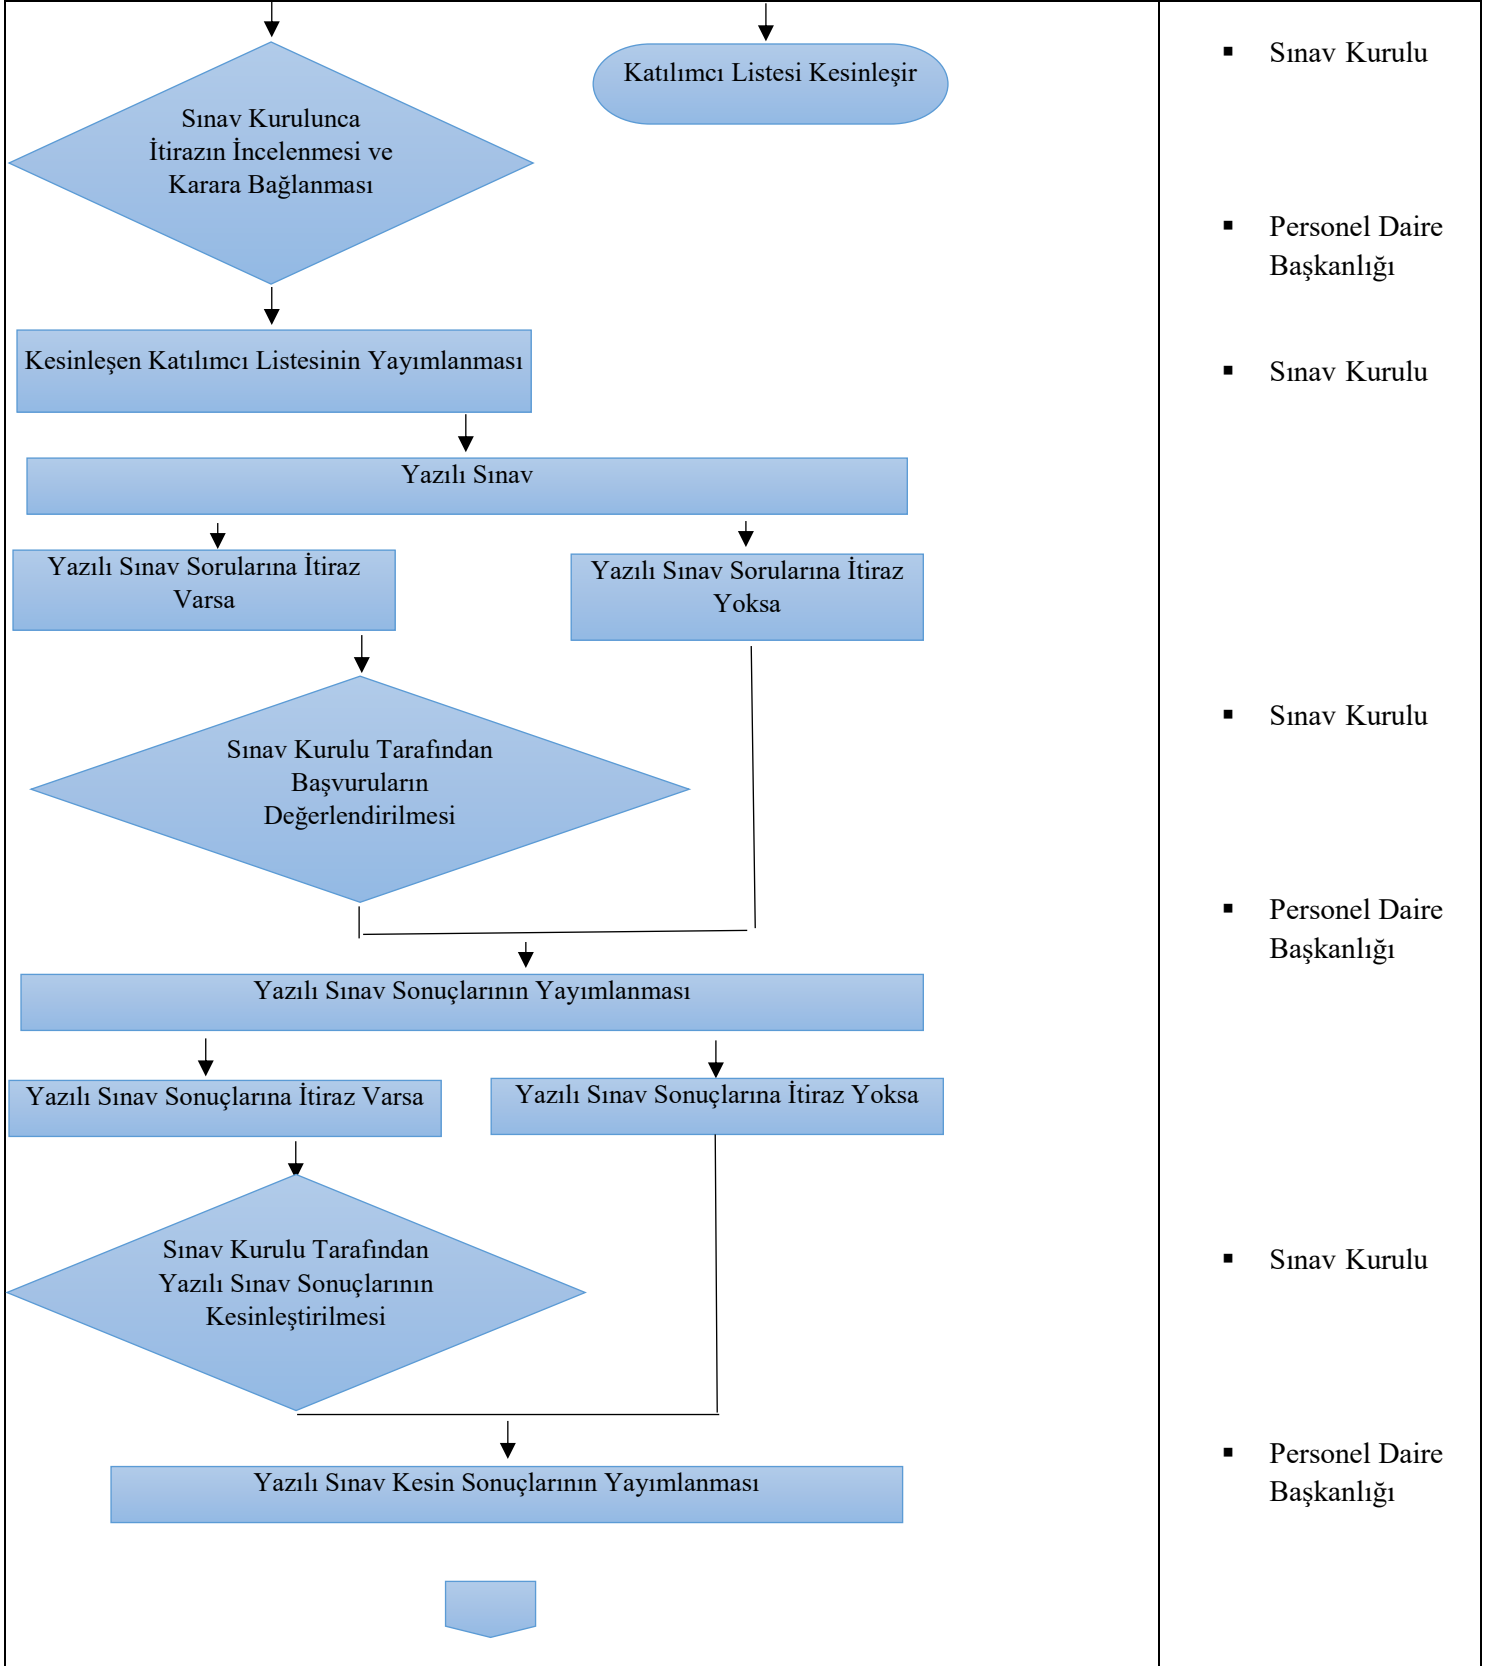 Katılımcı Listesi Kesinleşir
Sınav Kurulunca
İtirazın İncelenmesi ve
Karara Bağlanması
Kesinleşen Katılımcı Listesinin Yayımlanması
Yazılı Sınav
Yazılı Sınav Sorularına İtiraz
Varsa
Yazılı Sınav Sorularına İtiraz
Yoksa
Sınav Kurulu Tarafından
Başvuruların
Değerlendirilmesi
Yazılı Sınav Sonuçlarının Yayımlanması
Yazılı Sınav Sonuçlarına İtiraz Varsa
Yazılı Sınav Sonuçlarına İtiraz Yoksa
Sınav Kurulu Tarafından
Yazılı Sınav Sonuçlarının
Kesinleştirilmesi
Yazılı Sınav Kesin Sonuçlarının Yayımlanması
▪ Sınav Kurulu
▪ Personel Daire
Başkanlığı
▪ Sınav Kurulu
▪ Sınav Kurulu
▪ Personel Daire
Başkanlığı
▪ Sınav Kurulu
▪ Personel Daire
Başkanlığı